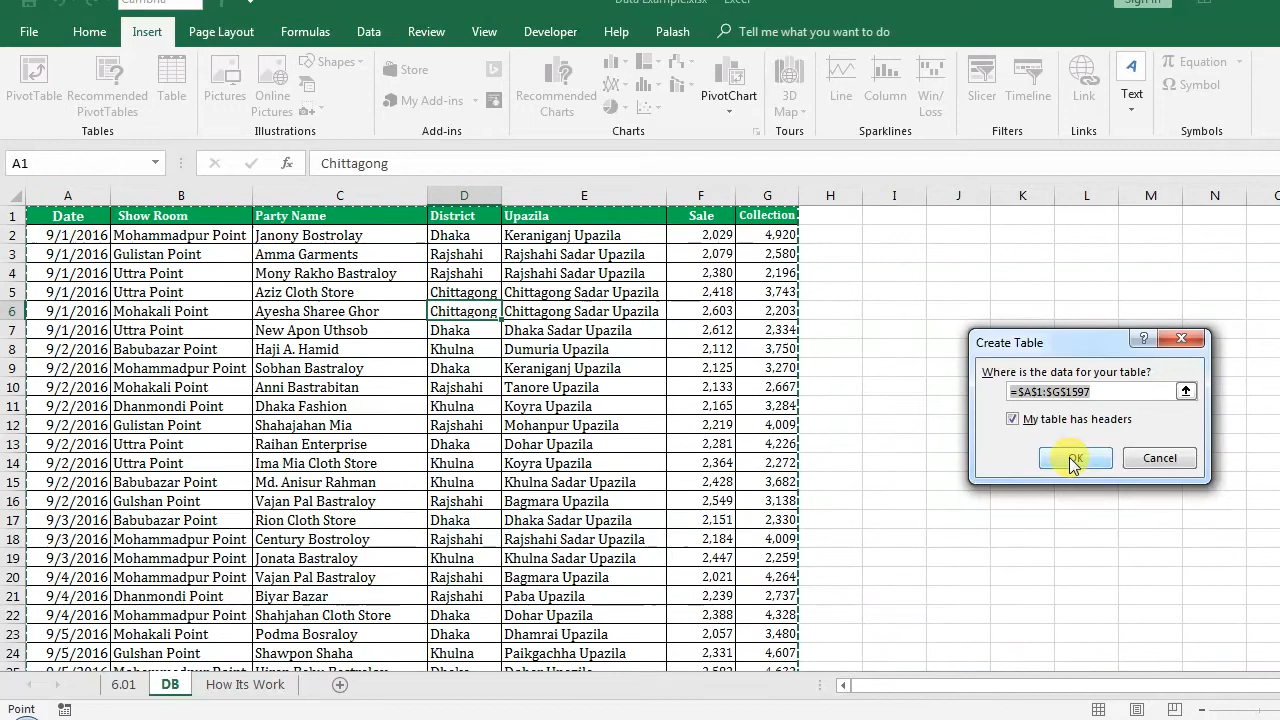 Cambria
Data Example.xlsx - Excel
Sign in
File Home Insert Page Layout Formulas Data Review View Developer Help Palash Tell me what you want to do
PivotTable Recommended PivotTables Table
Tables
Pictures Online Pictures Shapes
Illustrations
Store
My Add-ins
Add-ins
Recommended Charts
PivotChart
Charts
3D Map
Tours
Line Column Win/Loss
Sparklines
Slicer Timeline
Filters
Link
Links
Text
Equation
Symbol
Symbols
A1 fx Chittagong
A B C D E F G H I J K L M N
1 Date Show Room Party Name District Upazila Sale Collection
2 9/1/2016 Mohammadpur Point Janony Bostrolay Dhaka Keraniganj Upazila 2,029 4,920
3 9/1/2016 Gulistan Point Amma Garments Rajshahi Rajshahi Sadar Upazila 2,079 2,580
4 9/1/2016 Uttra Point Mony Rakho Bastraloy Rajshahi Rajshahi Sadar Upazila 2,380 2,196
5 9/1/2016 Uttra Point Aziz Cloth Store Chittagong Chittagong Sadar Upazila 2,418 3,743
6 9/1/2016 Mohakali Point Ayesha Sharee Ghor Chittagong Chittagong Sadar Upazila 2,603 2,203
7 9/1/2016 Uttra Point New Apon Uthsob Dhaka Dhaka Sadar Upazila 2,612 2,334
8 9/2/2016 Babubazar Point Haji A. Hamid Khulna Dumuria Upazila 2,112 3,750
9 9/2/2016 Mohammadpur Point Sobhan Bastraloy Dhaka Keraniganj Upazila 2,125 3,270
10 9/2/2016 Mohakali Point Anni Bastrabitan Rajshahi Tanore Upazila 2,133 2,667
11 9/2/2016 Dhanmondi Point Dhaka Fashion Khulna Koyra Upazila 2,165 3,284
12 9/2/2016 Gulistan Point Shahajahan Mia Rajshahi Mohanpur Upazila 2,219 4,009
13 9/2/2016 Uttra Point Raihan Enterprise Dhaka Dohar Upazila 2,281 4,226
14 9/2/2016 Uttra Point Ima Mia Cloth Store Khulna Koyra Upazila 2,364 2,272
15 9/2/2016 Babubazar Point Md. Anisur Rahman Khulna Khulna Sadar Upazila 2,428 3,682
16 9/2/2016 Gulshan Point Vajan Pal Bastraloy Rajshahi Bagmara Upazila 2,549 3,138
17 9/3/2016 Babubazar Point Rion Cloth Store Dhaka Dhaka Sadar Upazila 2,151 2,330
18 9/3/2016 Mohammadpur Point Century Bostroloy Rajshahi Rajshahi Sadar Upazila 2,184 4,009
19 9/3/2016 Mohammadpur Point Jonata Bastraloy Khulna Khulna Sadar Upazila 2,447 2,259
20 9/4/2016 Mohammadpur Point Vajan Pal Bastraloy Rajshahi Bagmara Upazila 2,021 4,264
21 9/4/2016 Dhanmondi Point Biyar Bazar Rajshahi Paba Upazila 2,239 2,737
22 9/4/2016 Mohammadpur Point Shahjahan Cloth Store Dhaka Dohar Upazila 2,388 4,328
23 9/5/2016 Mohakali Point Podma Bosraloy Dhaka Dhamrai Upazila 2,057 3,480
24 9/5/2016 Gulshan Point Shawpon Shaha Khulna Paikgachha Upazila 2,331 4,607
Create Table
Where is the data for your table?
=$A$1:$G$1597
My table has headers
OK Cancel
6.01 DB How Its Work
Point